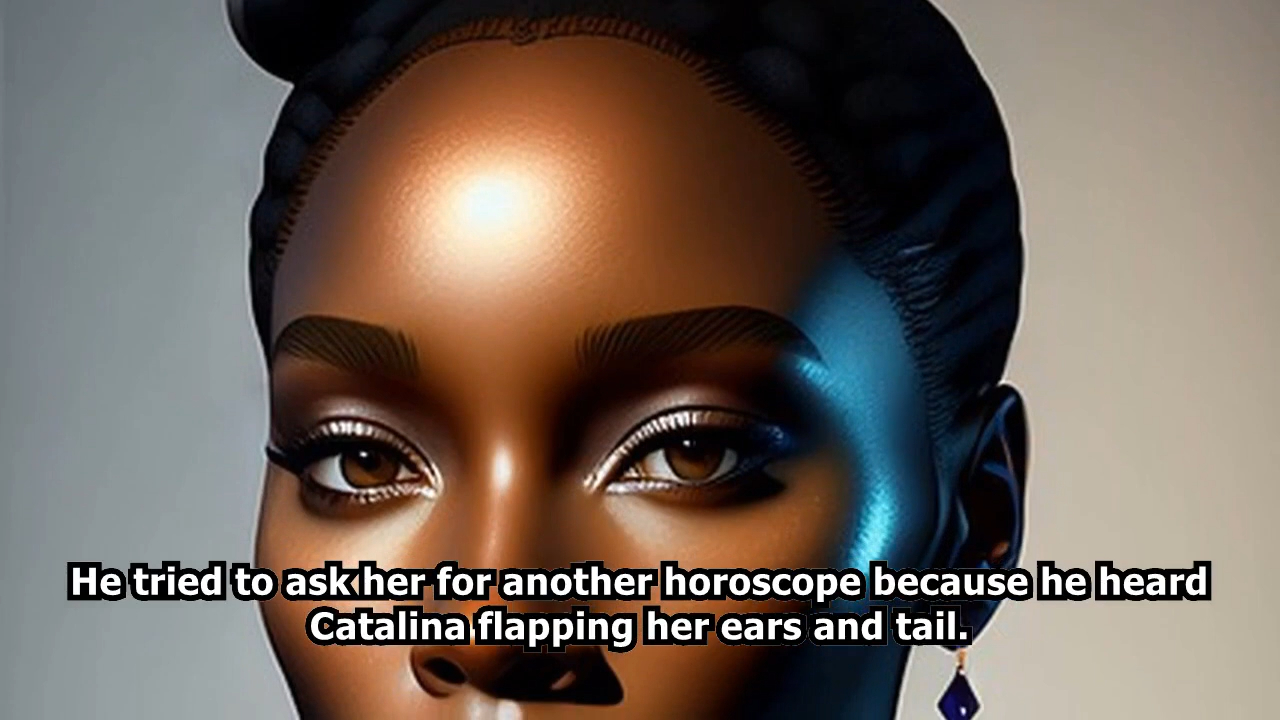 He tried to ask her for another horoscope because he heard
Catalina flapping her ears and tail.